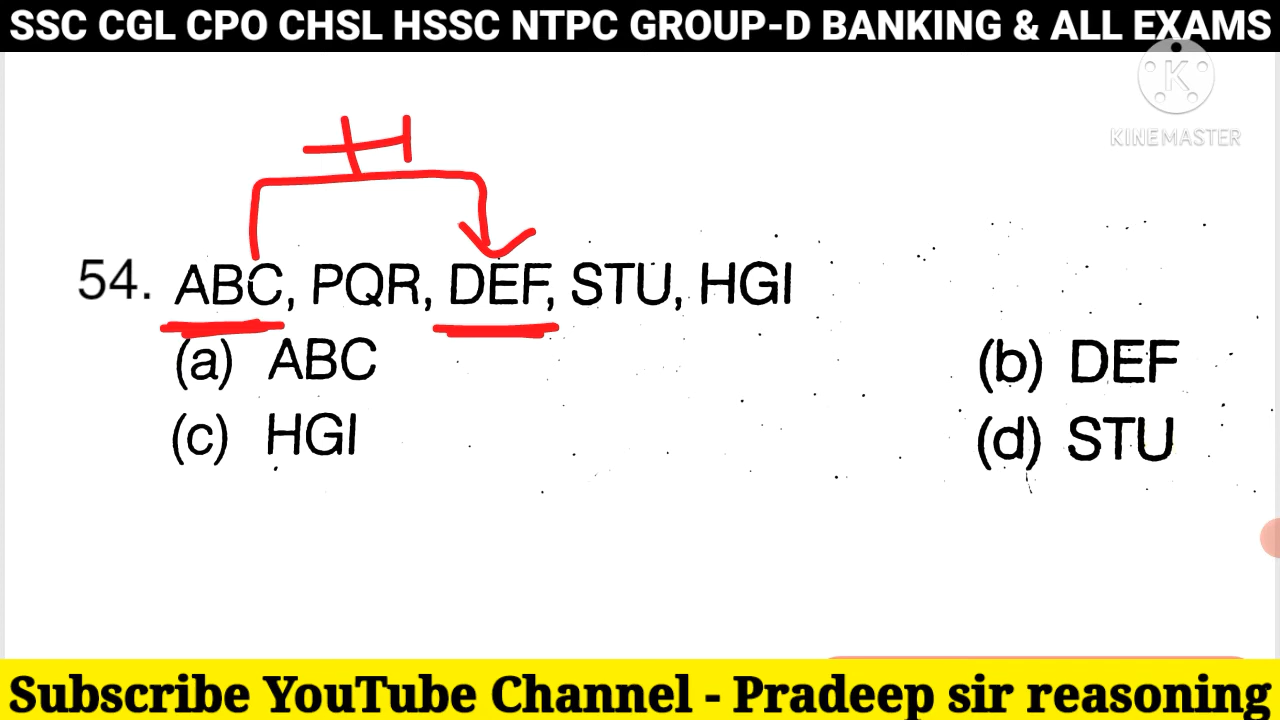 SSC CGL CPO CHSL HSSC NTPC GROUP-D BANKING & ALL EXAMS
K
KINEMASTER
+1
54. ABC, PQR, DEF, STU, HGI
(a) ABC
(b) DEF
(c) HGI
(d) STU
Subscribe YouTube Channel - Pradeep sir reasoning